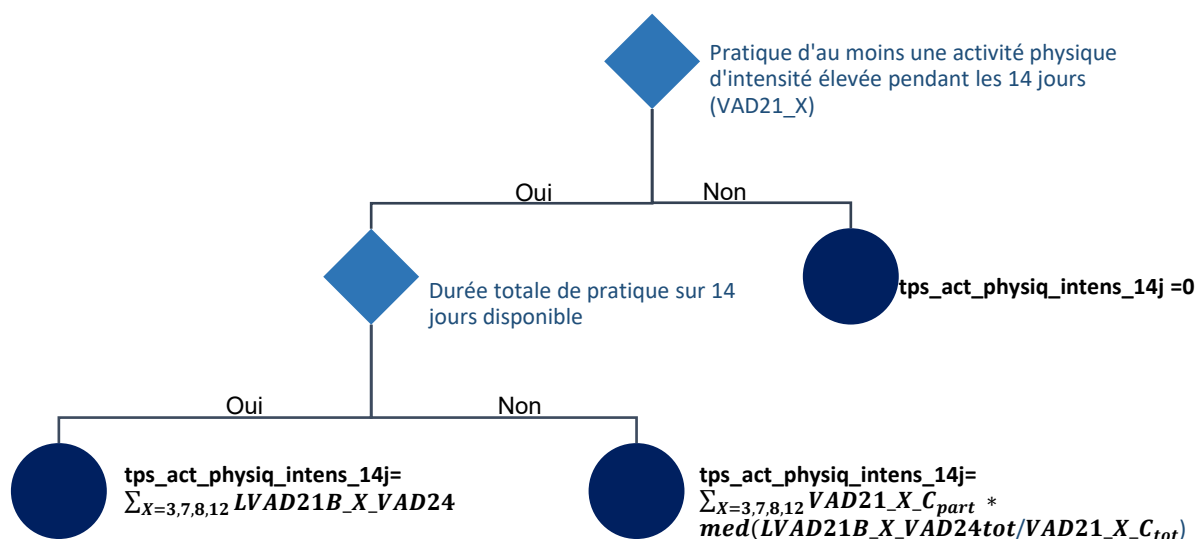 Pratique d'au moins une activité physique
d'intensité élevée pendant les 14 jours
(VAD21_X)
Oui
Non
tps_act_physiq_intens_14j =0
Durée totale de pratique sur 14
jours disponible
Oui
Non
tps_act_physiq_intens_14j=
∑X=3,7,8,12 LVAD21B_X_VAD24
tps_act_physiq_intens_14j=
∑X=3,7,8,12 VAD21_X_Cpart *
med(LVAD21B_X_VAD24tot/VAD21_X_Ctot)